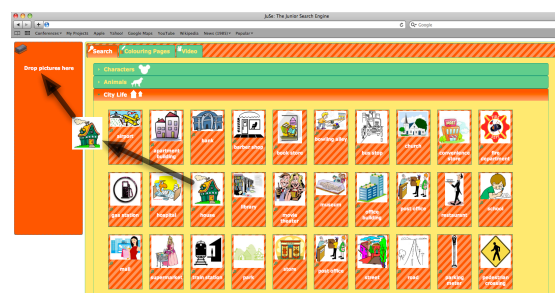 JuSe: The Junior Search Engine
Google
Conferences My Projects Apple Yahoo! Google Maps YouTube Wikipedia News (1993) Popular
Search Colouring Pages Video
Drop pictures here
Characters
Animals
City Life
airport
apartment building
bank
barber shop
book store
bowling alley
bus stop
church
convenience store
fire department
gas station
hospital
house
library
movie theater
museum
office building
post office
restaurant
school
mall
supermarket
train station
park
store
post office
street
road
parking meter
pedestrian crossing